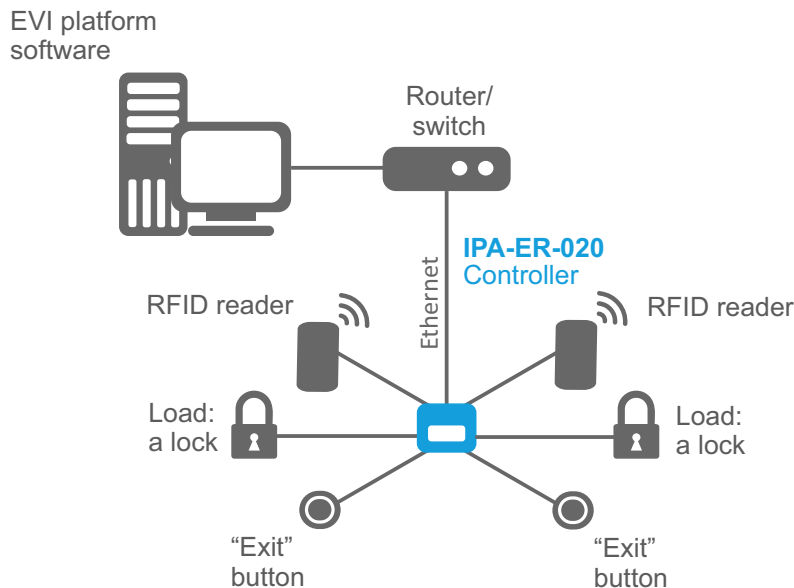 EVI platform
software
Router/
switch
IPA-ER-020
Controller
Ethernet
RFID reader
RFID reader
Load:
a lock
Load:
a lock
“Exit”
button
“Exit”
button